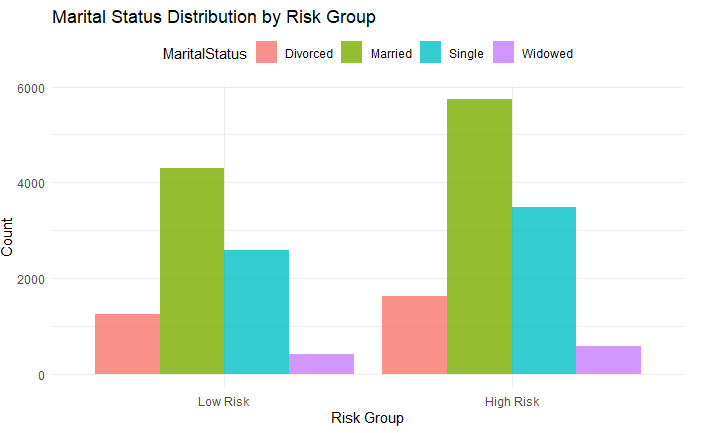 Marital Status Distribution by Risk Group
MaritalStatus Divorced Married Single Widowed
6000
4000
2000
0
Count
Low Risk High Risk
Risk Group